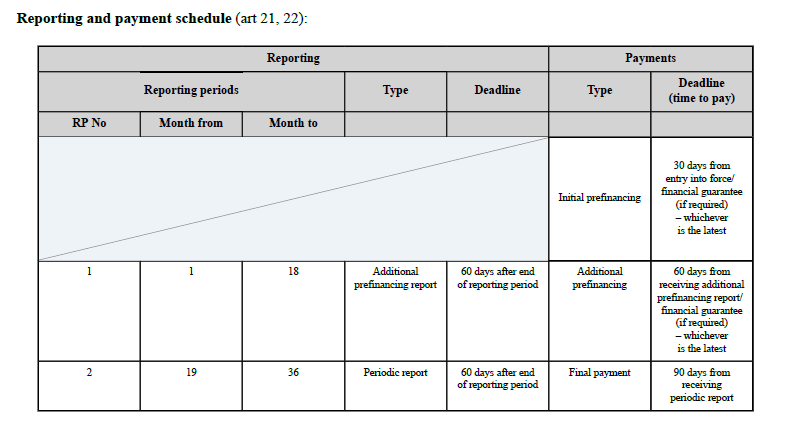 Reporting and payment schedule (art 21, 22):
Reporting
Payments
Reporting periods
Type
Deadline
Type
Deadline
(time to pay)
RP No
Month from
Month to
Initial prefinancing
30 days from
entry into force/
financial guarantee
(if required)
– whichever
is the latest
1
1
18
Additional
prefinancing report
60 days after end
of reporting period
Additional
prefinancing
60 days from
receiving additional
prefinancing report/
financial guarantee
(if required)
– whichever
is the latest
2
19
36
Periodic report
60 days after end
of reporting period
Final payment
90 days from
receiving
periodic report